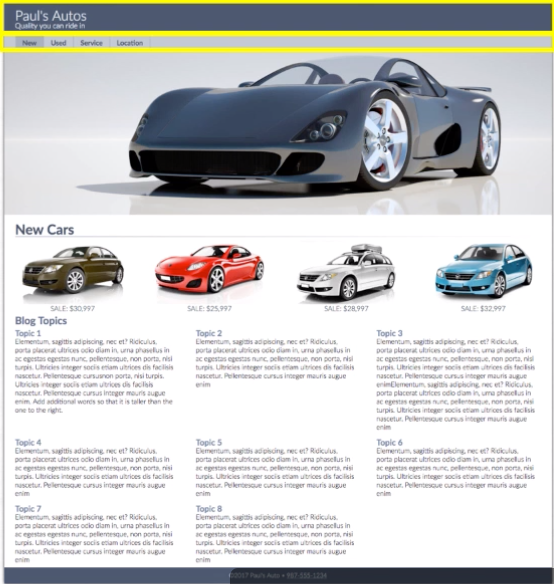 Paul's Autos
Quality you can ride in
New Used Service Location
New Cars
SALE: $30,997 SALE: $25,997 SALE: $28,997 SALE: $32,997
Blog Topics
Topic 1
Elementum, sagittis adipiscing, nec et? Ridiculus,
porta placerat ultrices odio diam in, urna phasellus in
ac egestas egestas nunc, pellentesque, non porta, nisi
turpis. Ultricies integer sociis etiam ultrices dis facilisis
nascetur. Pellentesque cursusnon porta, nisi turpis.
Ultricies integer sociis etiam ultrices dis facilisis
nascetur. Pellentesque cursus integer mauris augue
enim. Add additional words so that it is taller than the
one to the right.
Topic 2
Elementum, sagittis adipiscing, nec et? Ridiculus,
porta placerat ultrices odio diam in, urna phasellus in
ac egestas egestas nunc, pellentesque, non porta, nisi
turpis. Ultricies integer sociis etiam ultrices dis facilisis
nascetur. Pellentesque cursus integer mauris augue
enim
Topic 3
Elementum, sagittis adipiscing, nec et? Ridiculus,
porta placerat ultrices odio diam in, urna phasellus in
ac egestas egestas nunc, pellentesque, non porta, nisi
turpis. Ultricies integer sociis etiam ultrices dis facilisis
nascetur. Pellentesque cursus integer mauris augue
enimElementum, sagittis adipiscing, nec et? Ridiculus,
porta placerat ultrices odio diam in, urna phasellus in
ac egestas egestas nunc, pellentesque, non porta, nisi
turpis. Ultricies integer sociis etiam ultrices dis facilisis
nascetur. Pellentesque cursus integer mauris augue
enim
Topic 4
Elementum, sagittis adipiscing, nec et? Ridiculus,
porta placerat ultrices odio diam in, urna phasellus in
ac egestas egestas nunc, pellentesque, non porta, nisi
turpis. Ultricies integer sociis etiam ultrices dis facilisis
nascetur. Pellentesque cursus integer mauris augue
enim
Topic 5
Elementum, sagittis adipiscing, nec et? Ridiculus,
porta placerat ultrices odio diam in, urna phasellus in
ac egestas egestas nunc, pellentesque, non porta, nisi
turpis. Ultricies integer sociis etiam ultrices dis facilisis
nascetur. Pellentesque cursus integer mauris augue
enim
Topic 6
Elementum, sagittis adipiscing, nec et? Ridiculus,
porta placerat ultrices odio diam in, urna phasellus in
ac egestas egestas nunc, pellentesque, non porta, nisi
turpis. Ultricies integer sociis etiam ultrices dis facilisis
nascetur. Pellentesque cursus integer mauris augue
enim
Topic 7
Elementum, sagittis adipiscing, nec et? Ridiculus,
porta placerat ultrices odio diam in, urna phasellus in
ac egestas egestas nunc, pellentesque, non porta, nisi
turpis. Ultricies integer sociis etiam ultrices dis facilisis
nascetur. Pellentesque cursus integer mauris augue
enim
Topic 8
Elementum, sagittis adipiscing, nec et? Ridiculus,
porta placerat ultrices odio diam in, urna phasellus in
ac egestas egestas nunc, pellentesque, non porta, nisi
turpis. Ultricies integer sociis etiam ultrices dis facilisis
nascetur. Pellentesque cursus integer mauris augue
enim
©2017 Paul's Auto •